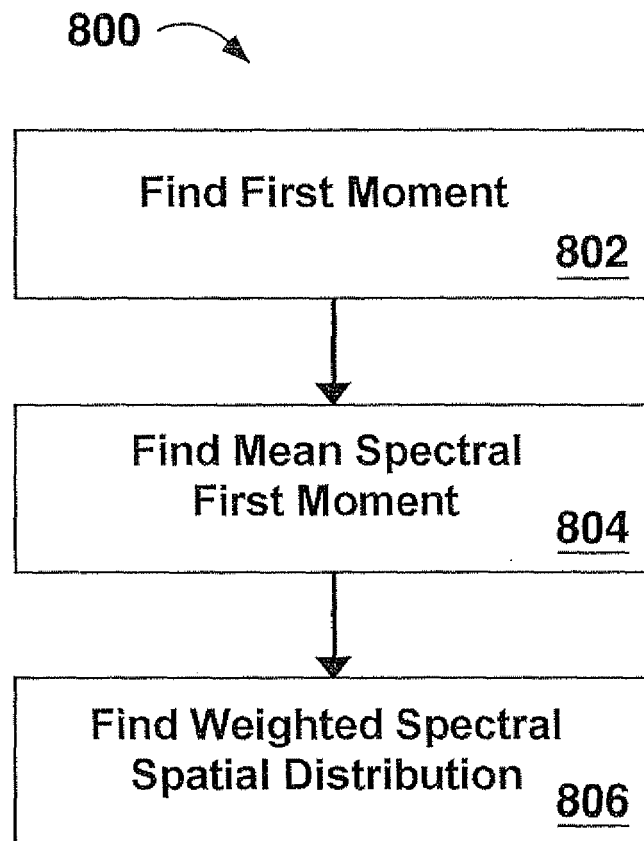 800
Find First Moment
802
Find Mean Spectral
First Moment
804
Find Weighted Spectral
Spatial Distribution
806